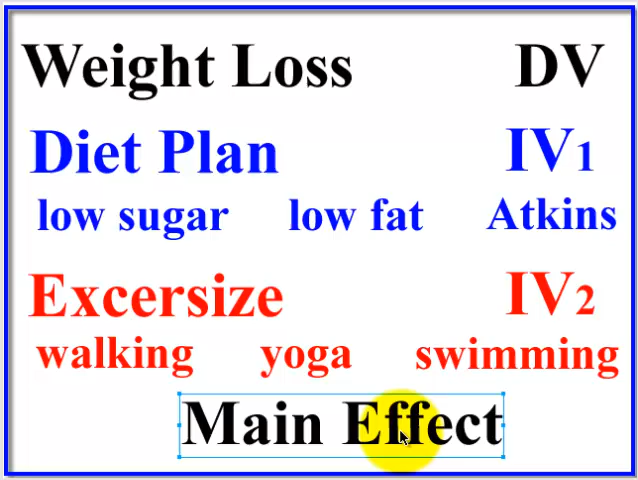 Weight Loss DV
Diet Plan IV1
low sugar low fat Atkins
Excersize IV2
walking yoga swimming
Main Effect